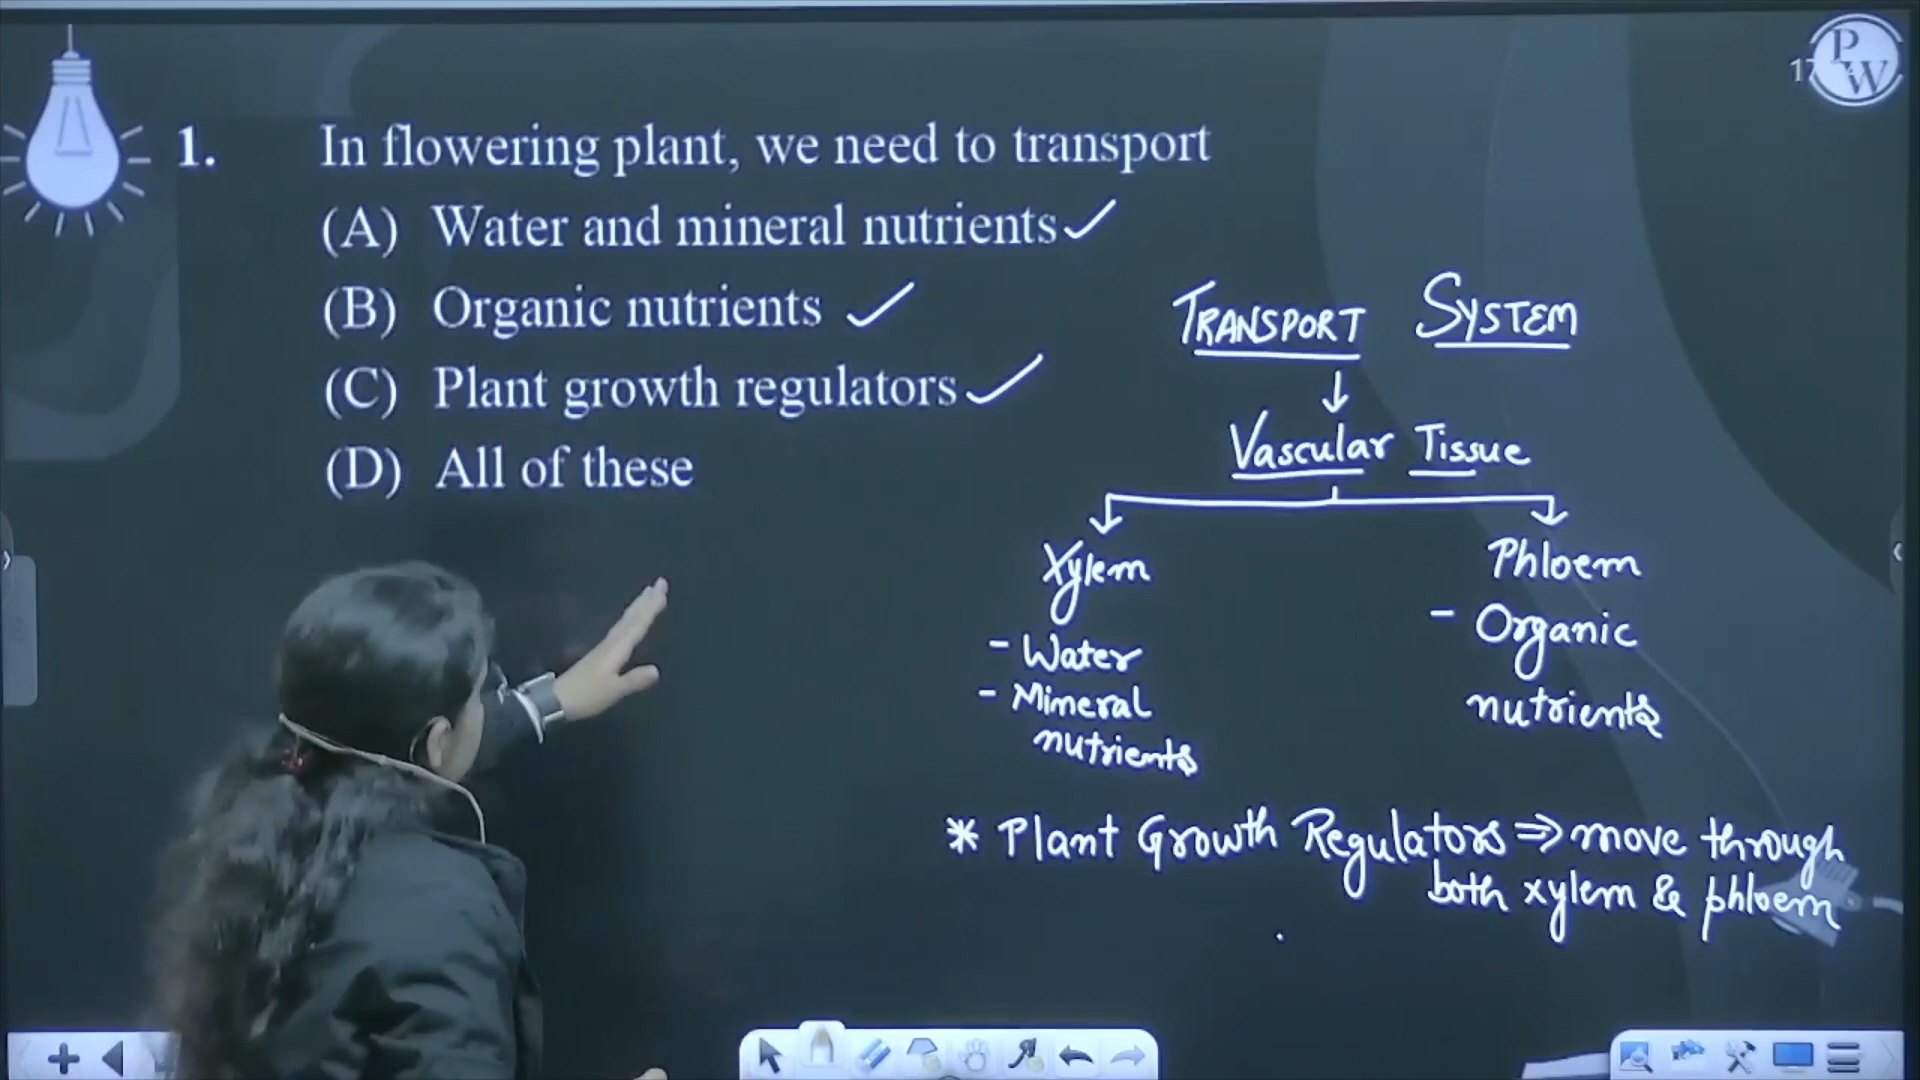 PW
17
1. In flowering plant, we need to transport
(A) Water and mineral nutrients
(B) Organic nutrients
(C) Plant growth regulators
(D) All of these
TRANSPORT SYSTEM
Vascular Tissue
Xylem
- Water
- Mineral
nutrients
Phloem
- Organic
nutrients
* Plant Growth Regulators ⇒ move through
both xylem & phloem